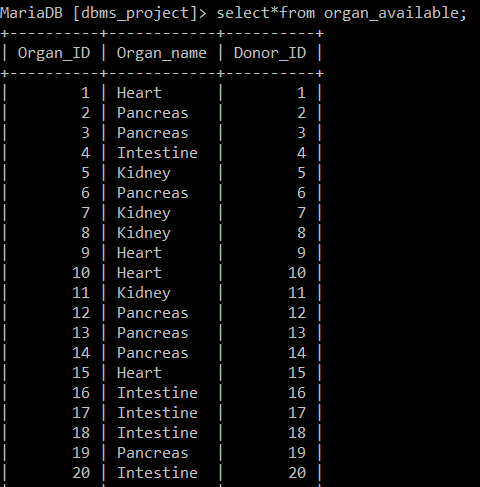 MariaDB [dbms_project]> select*from organ_available;
+----------+------------+----------+
| Organ_ID | Organ_name | Donor_ID |
+----------+------------+----------+
|        1 | Heart      |        1 |
|        2 | Pancreas   |        2 |
|        3 | Pancreas   |        3 |
|        4 | Intestine  |        4 |
|        5 | Kidney     |        5 |
|        6 | Pancreas   |        6 |
|        7 | Kidney     |        7 |
|        8 | Kidney     |        8 |
|        9 | Heart      |        9 |
|       10 | Heart      |       10 |
|       11 | Kidney     |       11 |
|       12 | Pancreas   |       12 |
|       13 | Pancreas   |       13 |
|       14 | Pancreas   |       14 |
|       15 | Heart      |       15 |
|       16 | Intestine  |       16 |
|       17 | Intestine  |       17 |
|       18 | Intestine  |       18 |
|       19 | Pancreas   |       19 |
|       20 | Intestine  |       20 |